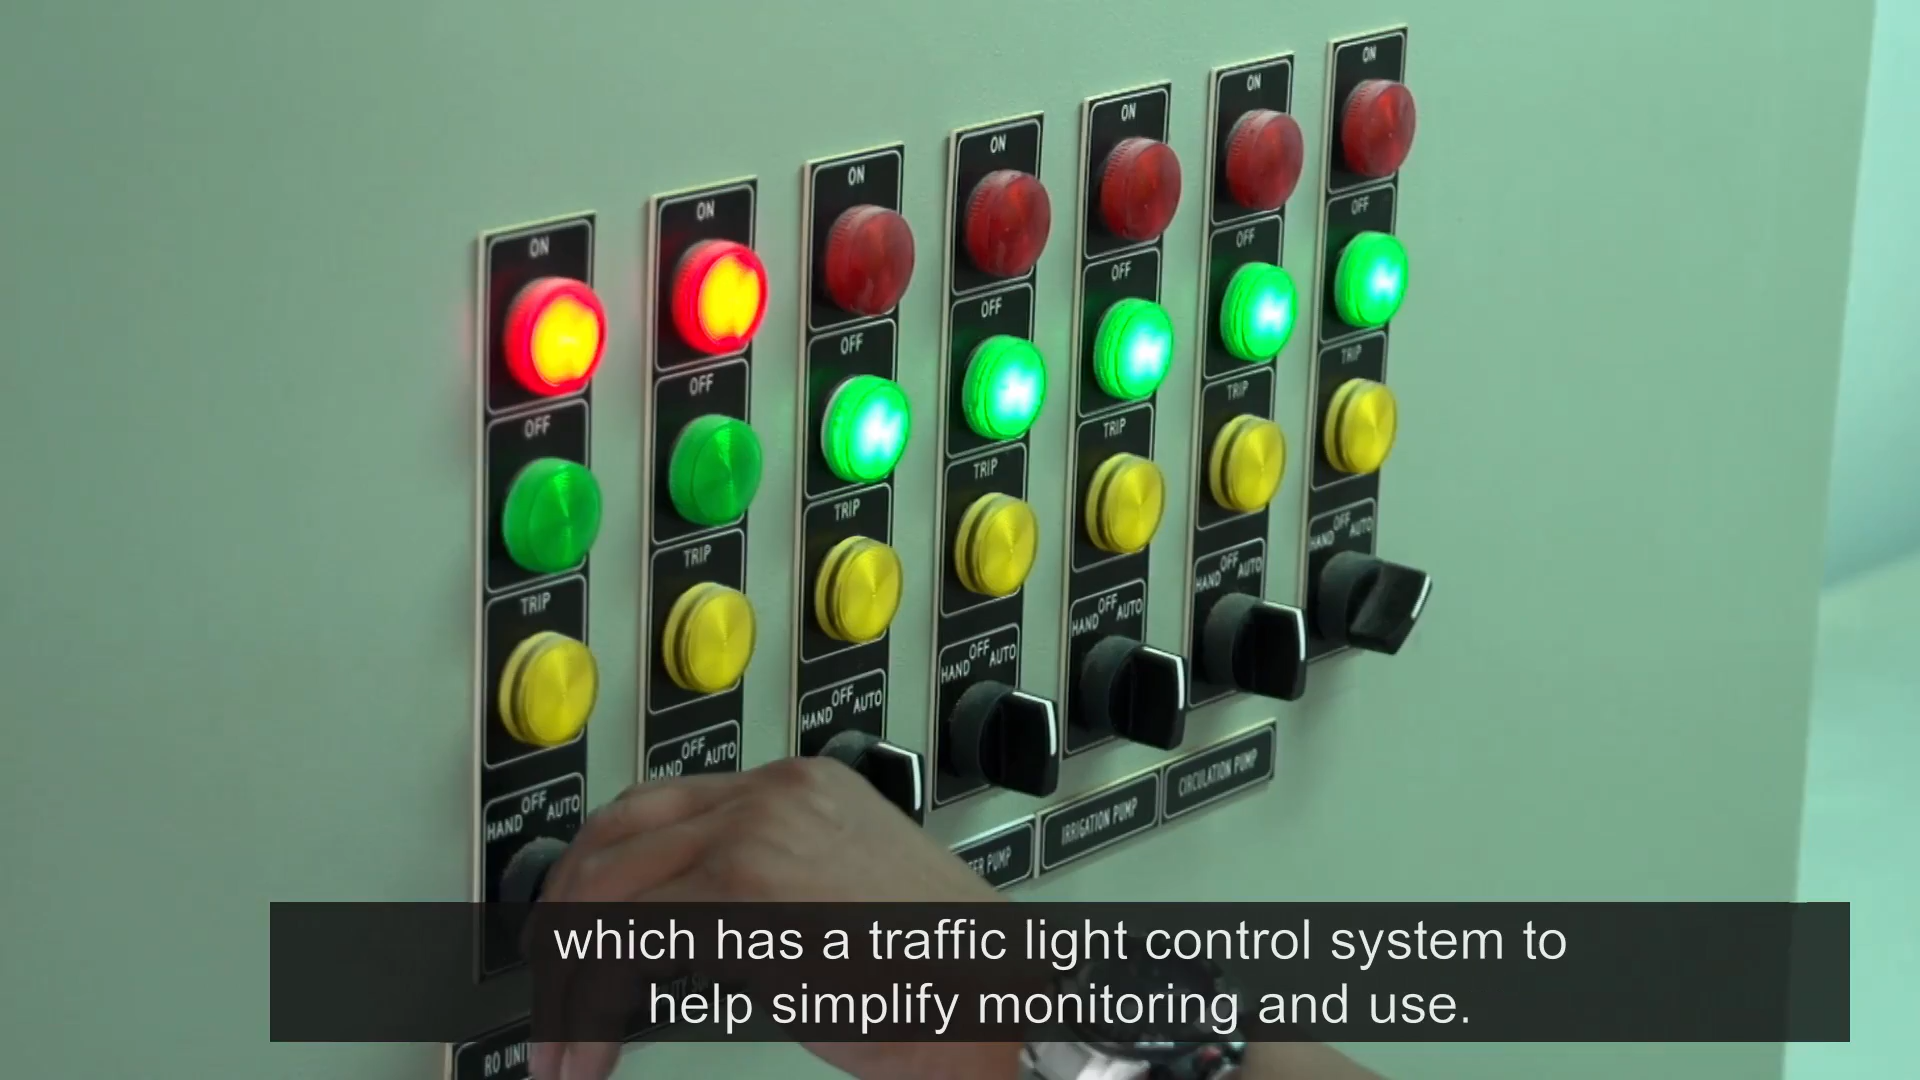 ON
OFF
TRIP
HAND OFF AUTO
ON
OFF
TRIP
HAND OFF AUTO
ON
OFF
TRIP
HAND OFF AUTO
ON
OFF
TRIP
HAND OFF AUTO
ON
OFF
TRIP
HAND OFF AUTO
ON
OFF
TRIP
HAND OFF AUTO
ON
OFF
TRIP
HAND OFF AUTO
RO UNIT
PUMP
IRRIGATION PUMP
CIRCULATION PUMP
which has a traffic light control system to
help simplify monitoring and use.